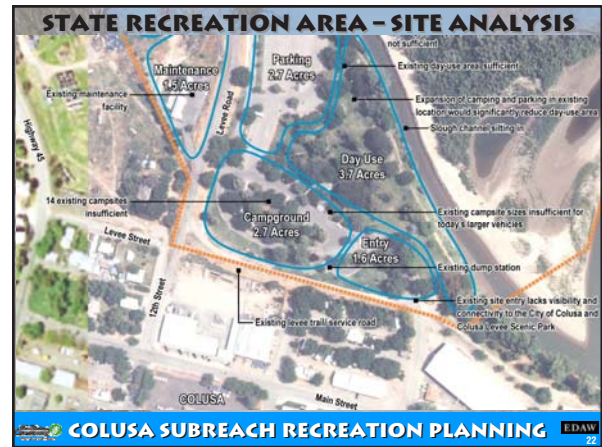 STATE RECREATION AREA – SITE ANALYSIS
not sufficient
Parking
2.7 Acres
Existing day-use area sufficient
Maintenance
1.5 Acres
Existing maintenance
facility
Expansion of camping and parking in existing
location would significantly reduce day-use area
Levee Road
Slough channel silting in
Highway 45
Day Use
3.7 Acres
14 existing campsites
insufficient
Campground
2.7 Acres
Existing campsite sizes insufficient for
today's larger vehicles
Levee Street
Entry
1.6 Acres
Existing dump station
12th Street
Existing site entry lacks visibility and
connectivity to the City of Colusa and
Colusa Levee Scenic Park
Existing levee trail/ service road
COLUSA
Main Street
COLUSA SUBREACH RECREATION PLANNING
EDAW
22